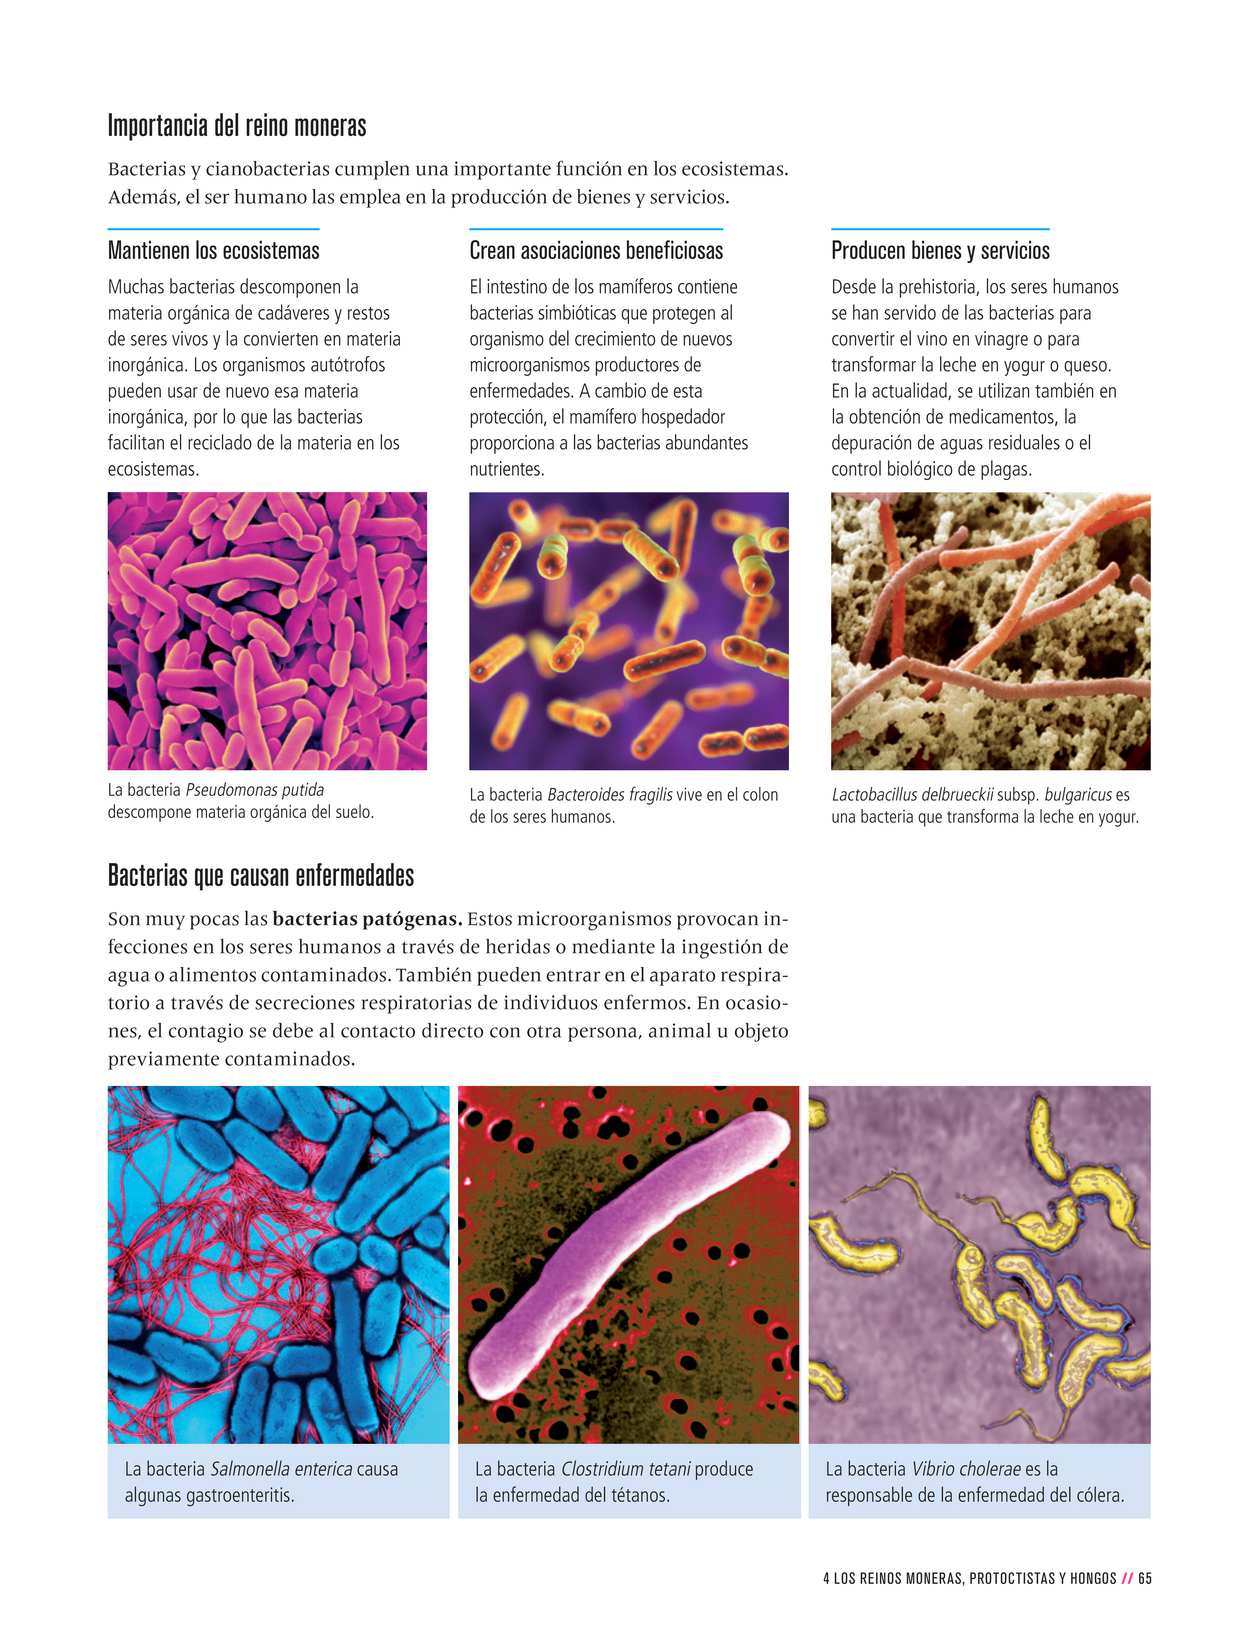 Importancia del reino moneras
Bacterias y cianobacterias cumplen una importante función en los ecosistemas.
Además, el ser humano las emplea en la producción de bienes y servicios.
Mantienen los ecosistemas
Muchas bacterias descomponen la
materia orgánica de cadáveres y restos
de seres vivos y la convierten en materia
inorgánica. Los organismos autótrofos
pueden usar de nuevo esa materia
inorgánica, por lo que las bacterias
facilitan el reciclado de la materia en los
ecosistemas.
La bacteria Pseudomonas putida
descompone materia orgánica del suelo.
Crean asociaciones beneficiosas
El intestino de los mamíferos contiene
bacterias simbióticas que protegen al
organismo del crecimiento de nuevos
microorganismos productores de
enfermedades. A cambio de esta
protección, el mamífero hospedador
proporciona a las bacterias abundantes
nutrientes.
La bacteria Bacteroides fragilis vive en el colon
de los seres humanos.
Producen bienes y servicios
Desde la prehistoria, los seres humanos
se han servido de las bacterias para
convertir el vino en vinagre o para
transformar la leche en yogur o queso.
En la actualidad, se utilizan también en
la obtención de medicamentos, la
depuración de aguas residuales o el
control biológico de plagas.
Lactobacillus delbrueckii subsp. bulgaricus es
una bacteria que transforma la leche en yogur.
Bacterias que causan enfermedades
Son muy pocas las bacterias patógenas. Estos microorganismos provocan in-
fecciones en los seres humanos a través de heridas o mediante la ingestión de
agua o alimentos contaminados. También pueden entrar en el aparato respira-
torio a través de secreciones respiratorias de individuos enfermos. En ocasio-
nes, el contagio se debe al contacto directo con otra persona, animal u objeto
previamente contaminados.
La bacteria Salmonella enterica causa
algunas gastroenteritis.
La bacteria Clostridium tetani produce
la enfermedad del tétanos.
La bacteria Vibrio cholerae es la
responsable de la enfermedad del cólera.
4 LOS REINOS MONERAS, PROTOCTISTAS Y HONGOS // 65